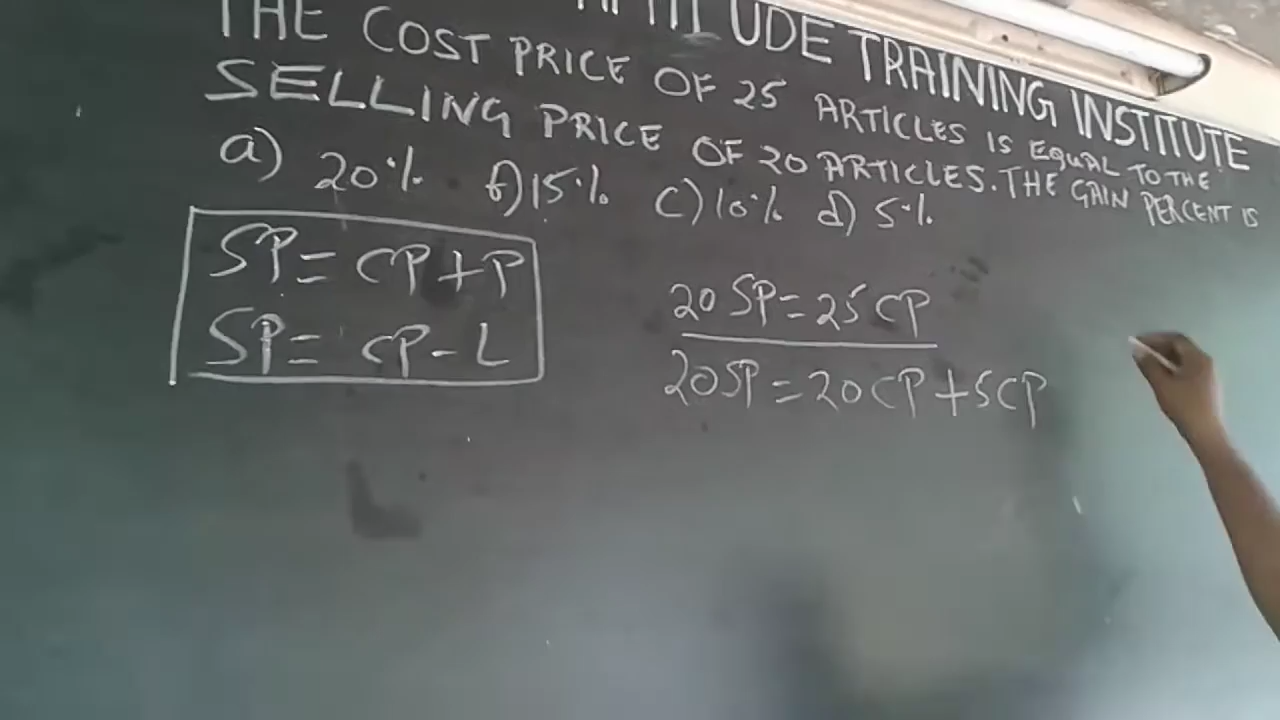 APTITUDE TRAINING INSTITUTE
THE COST PRICE OF 25 ARTICLES IS EQUAL TO THE
SELLING PRICE OF 20 ARTICLES. THE GAIN PERCENT IS
a) 20% b) 15% c) 10% d) 5%
SP = CP + P
SP = CP - L
20 SP = 25 CP
20SP = 20CP + 5CP